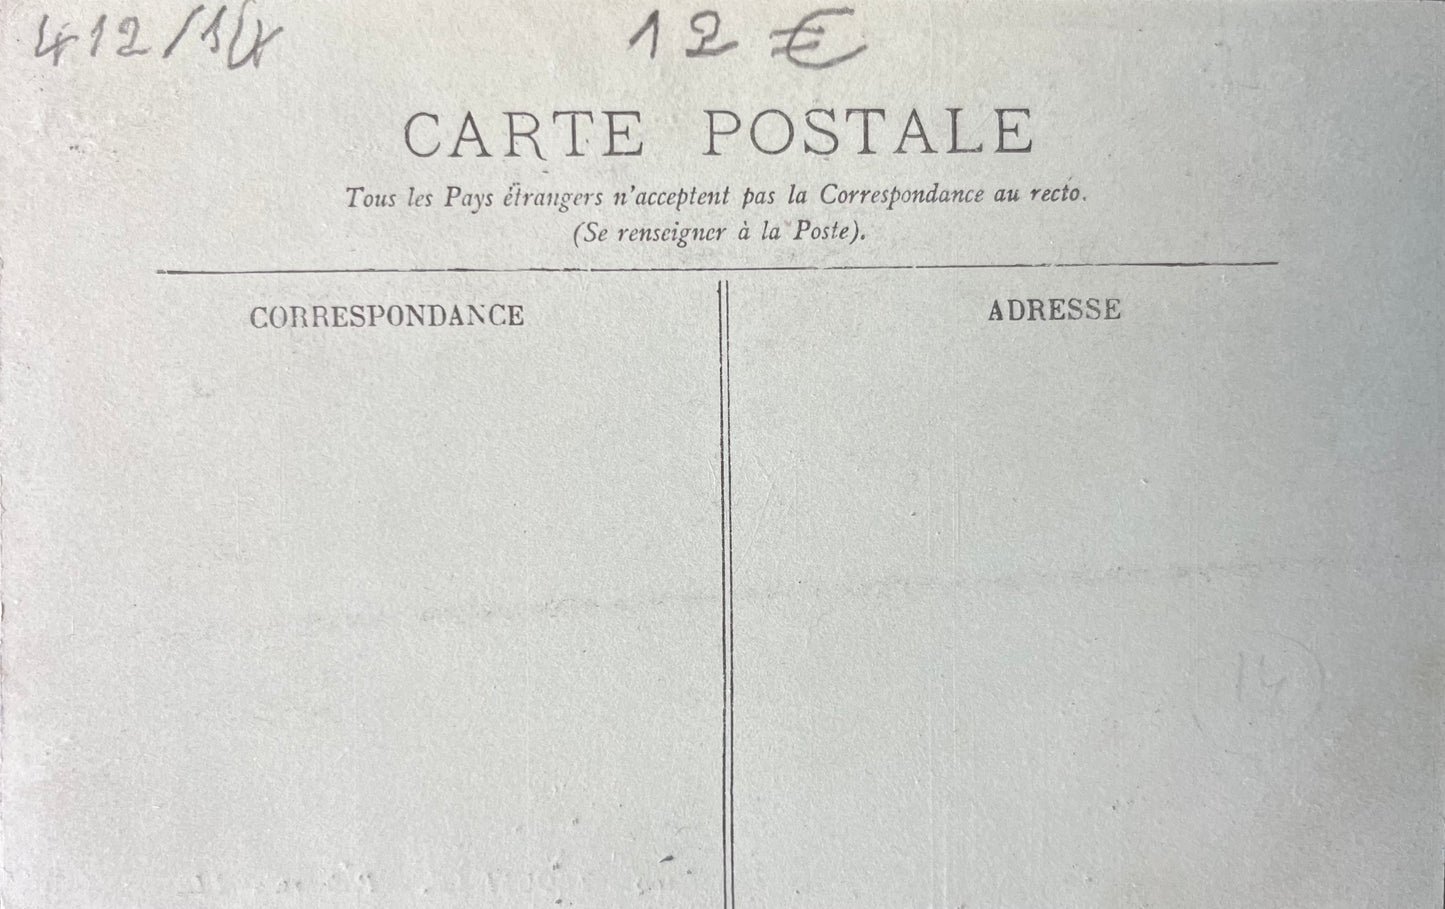 412/14
12 €
CARTE POSTALE
Tous les Pays étrangers n'acceptent pas la Correspondance au recto.
(Se renseigner à la Poste).
CORRESPONDANCE
ADRESSE
14